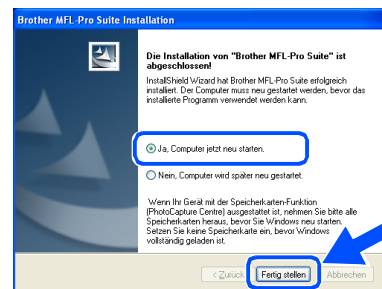 Brother MFL-Pro Suite Installation
Die Installation von "Brother MFL-Pro Suite" ist
abgeschlossen!
InstallShield Wizard hat Brother MFL-Pro Suite erfolgreich
installiert. Der Computer muss neu gestartet werden, bevor das
installierte Programm verwendet werden kann.
Ja, Computer jetzt neu starten.
Nein, Computer wird später neu gestartet.
Wenn Ihr Gerät mit der Speicherkarten-Funktion
(PhotoCapture Centre) ausgestattet ist, nehmen Sie bitte alle
Speicherkarten heraus, bevor Sie Windows neu starten.
Setzen Sie keine Speicherkarte ein, bevor Windows
vollständig geladen ist.
< Zurück Fertig stellen Abbrechen